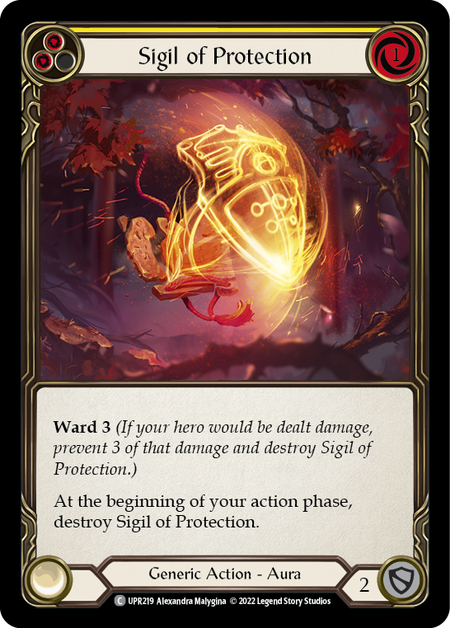 Sigil of Protection
1
Ward 3 (If your hero would be dealt damage,
prevent 3 of that damage and destroy Sigil of
Protection.)
At the beginning of your action phase,
destroy Sigil of Protection.
Generic Action - Aura
2
C UPR219 Alexandra Malygina © 2022 Legend Story Studios